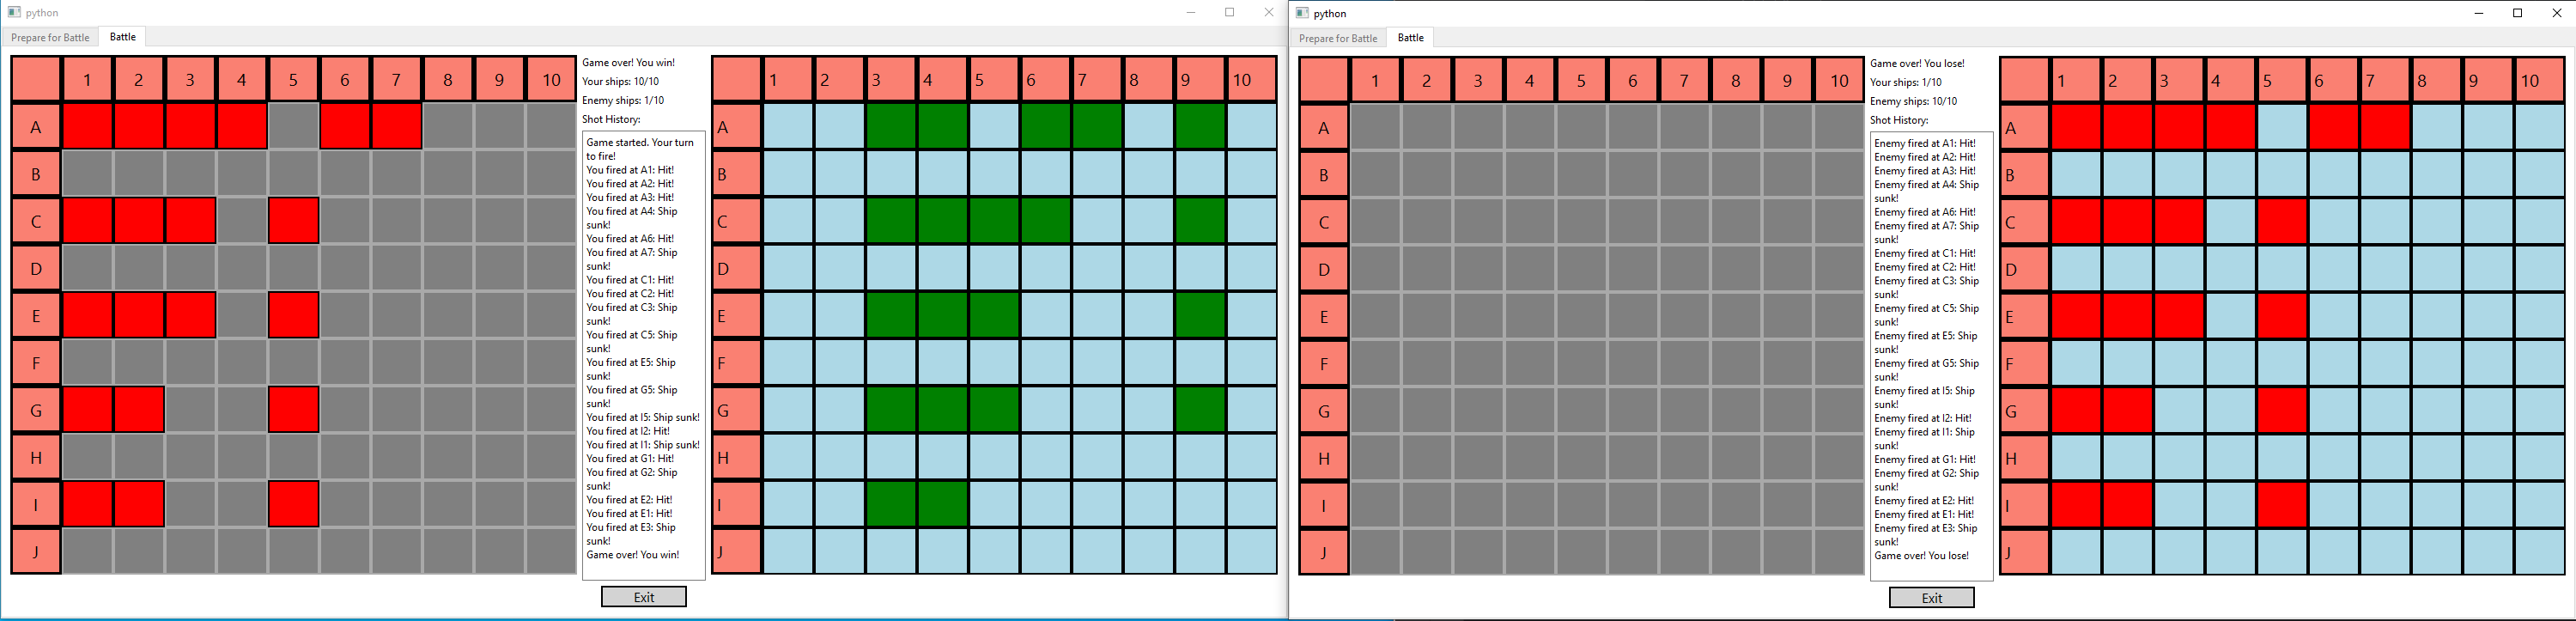 python
Prepare for Battle Battle
1 2 3 4 5 6 7 8 9 10
A
B
C
D
E
F
G
H
I
J
Game over! You win!
Your ships: 10/10
Enemy ships: 1/10
Shot History:
Game started. Your turn
to fire!
You fired at A1: Hit!
You fired at A2: Hit!
You fired at A3: Hit!
You fired at A4: Ship
sunk!
You fired at A6: Hit!
You fired at A7: Ship
sunk!
You fired at C1: Hit!
You fired at C2: Hit!
You fired at C3: Ship
sunk!
You fired at C5: Ship
sunk!
You fired at E5: Ship
sunk!
You fired at G5: Ship
sunk!
You fired at I5: Ship sunk!
You fired at I2: Hit!
You fired at I1: Ship sunk!
You fired at G1: Hit!
You fired at G2: Ship
sunk!
You fired at E2: Hit!
You fired at E1: Hit!
You fired at E3: Ship
sunk!
Game over! You win!
Exit
1 2 3 4 5 6 7 8 9 10
A
B
C
D
E
F
G
H
I
J
python
Prepare for Battle Battle
1 2 3 4 5 6 7 8 9 10
A
B
C
D
E
F
G
H
I
J
Game over! You lose!
Your ships: 1/10
Enemy ships: 10/10
Shot History:
Enemy fired at A1: Hit!
Enemy fired at A2: Hit!
Enemy fired at A3: Hit!
Enemy fired at A4: Ship
sunk!
Enemy fired at A6: Hit!
Enemy fired at A7: Ship
sunk!
Enemy fired at C1: Hit!
Enemy fired at C2: Hit!
Enemy fired at C3: Ship
sunk!
Enemy fired at C5: Ship
sunk!
Enemy fired at E5: Ship
sunk!
Enemy fired at G5: Ship
sunk!
Enemy fired at I5: Ship
sunk!
Enemy fired at I2: Hit!
Enemy fired at I1: Ship
sunk!
Enemy fired at G1: Hit!
Enemy fired at G2: Ship
sunk!
Enemy fired at E2: Hit!
Enemy fired at E1: Hit!
Enemy fired at E3: Ship
sunk!
Game over! You lose!
Exit
1 2 3 4 5 6 7 8 9 10
A
B
C
D
E
F
G
H
I
J